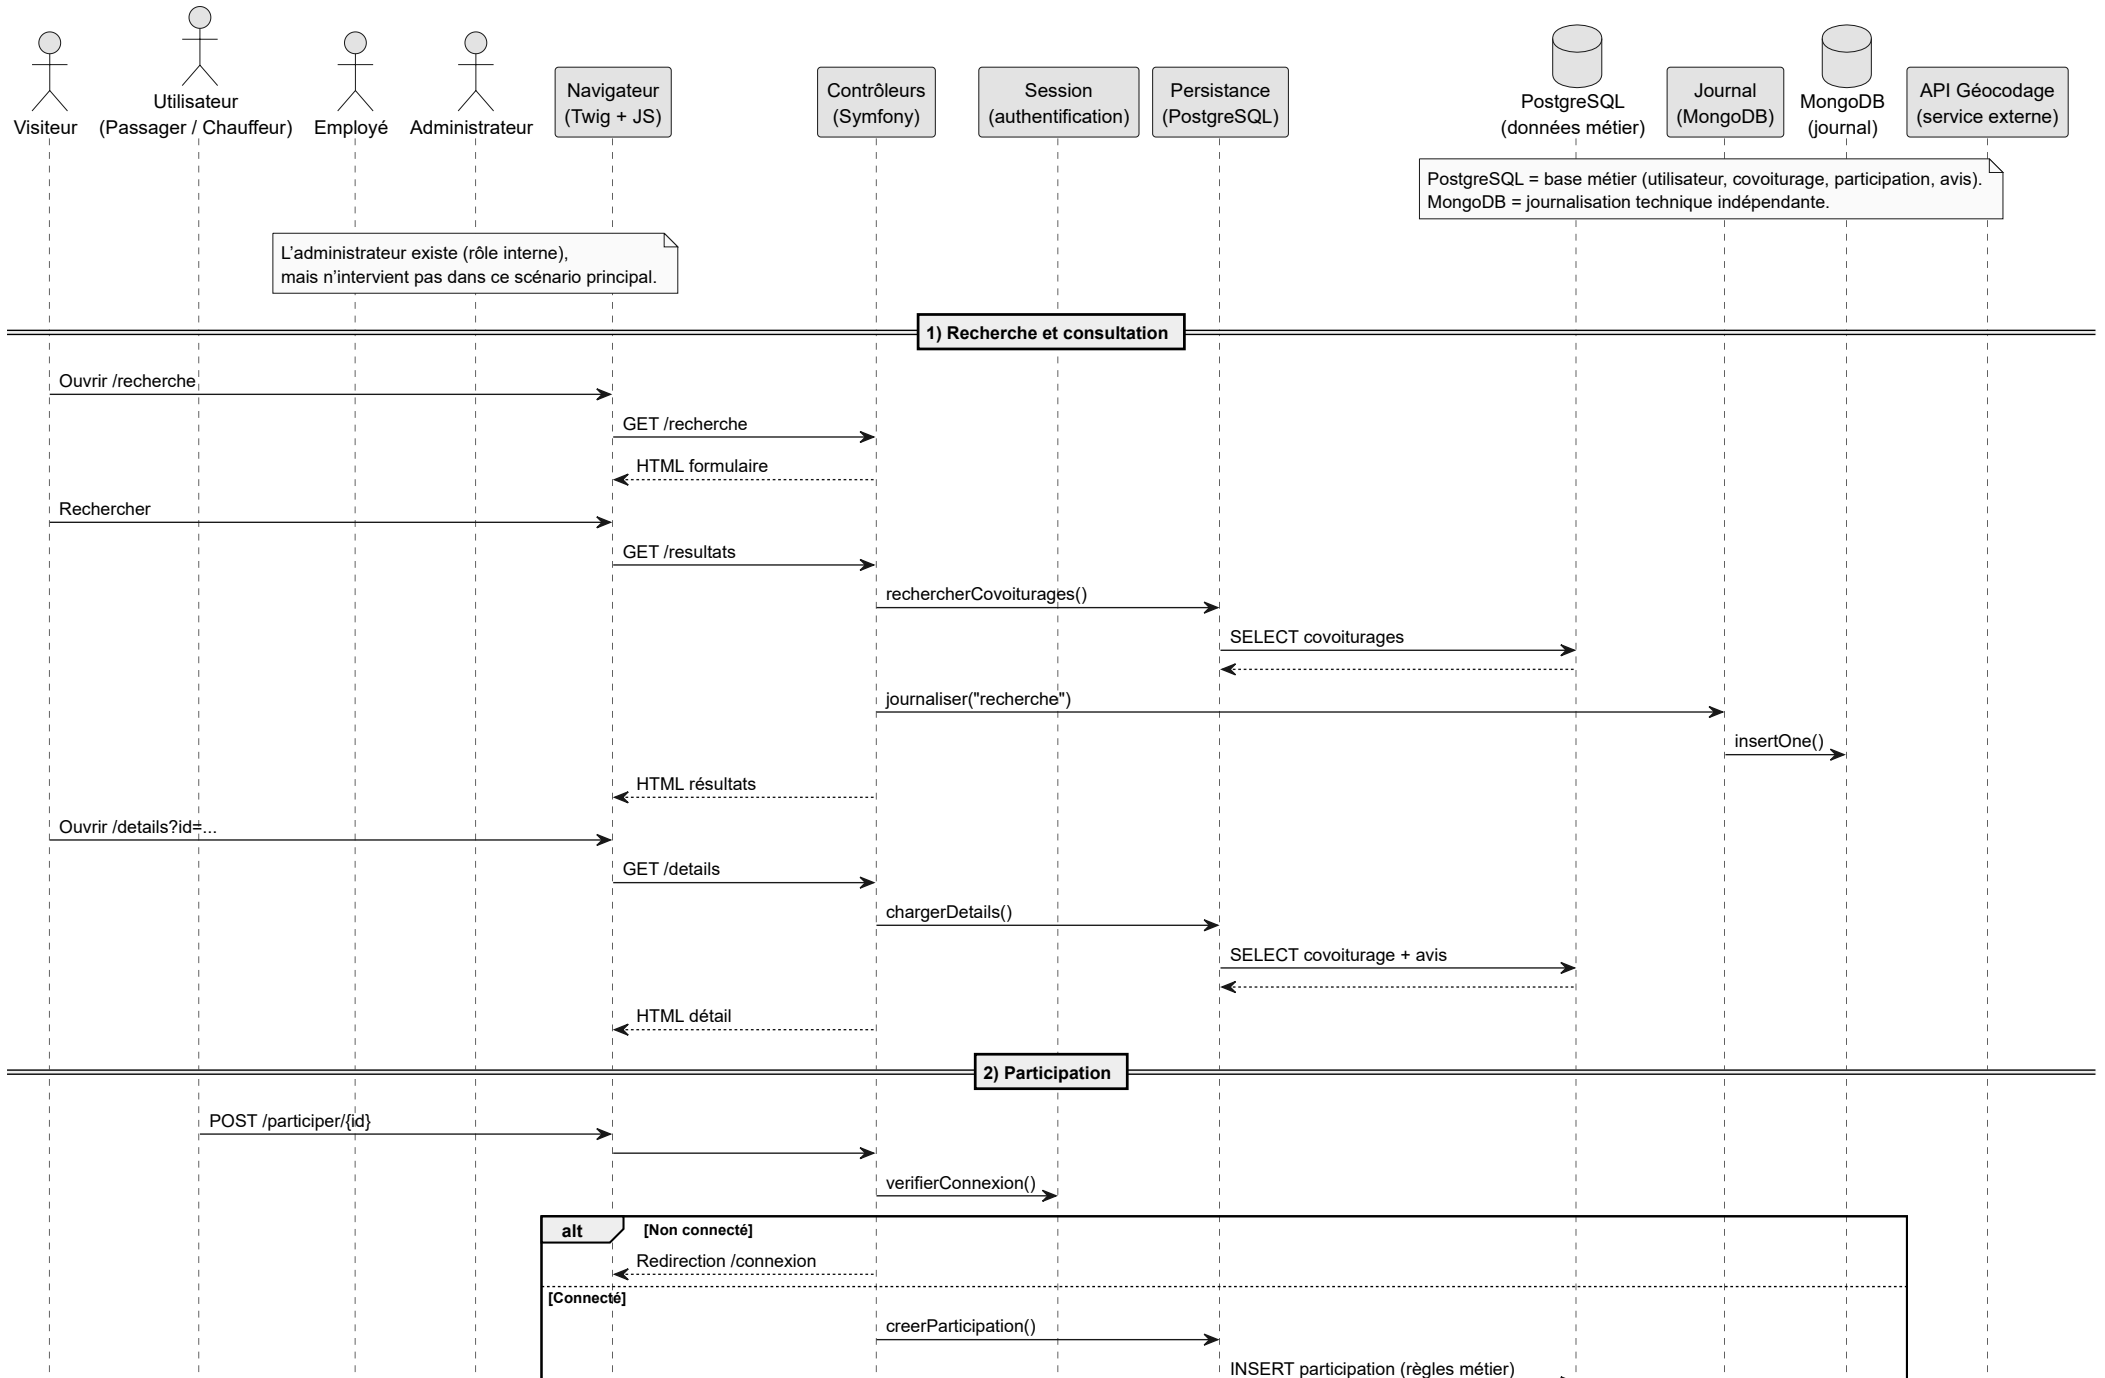 Visiteur
Utilisateur
(Passager / Chauffeur)
Employé
Administrateur
Navigateur
(Twig + JS)
Contrôleurs
(Symfony)
Session
(authentification)
Persistance
(PostgreSQL)
PostgreSQL
(données métier)
Journal
(MongoDB)
MongoDB
(journal)
API Géocodage
(service externe)
PostgreSQL = base métier (utilisateur, covoiturage, participation, avis).
MongoDB = journalisation technique indépendante.
L’administrateur existe (rôle interne),
mais n’intervient pas dans ce scénario principal.
1) Recherche et consultation
Ouvrir /recherche
GET /recherche
HTML formulaire
Rechercher
GET /resultats
rechercherCovoiturages()
SELECT covoiturages
journaliser("recherche")
insertOne()
HTML résultats
Ouvrir /details?id=...
GET /details
chargerDetails()
SELECT covoiturage + avis
HTML détail
2) Participation
POST /participer/{id}
verifierConnexion()
alt [Non connecté]
Redirection /connexion
[Connecté]
creerParticipation()
INSERT participation (règles métier)